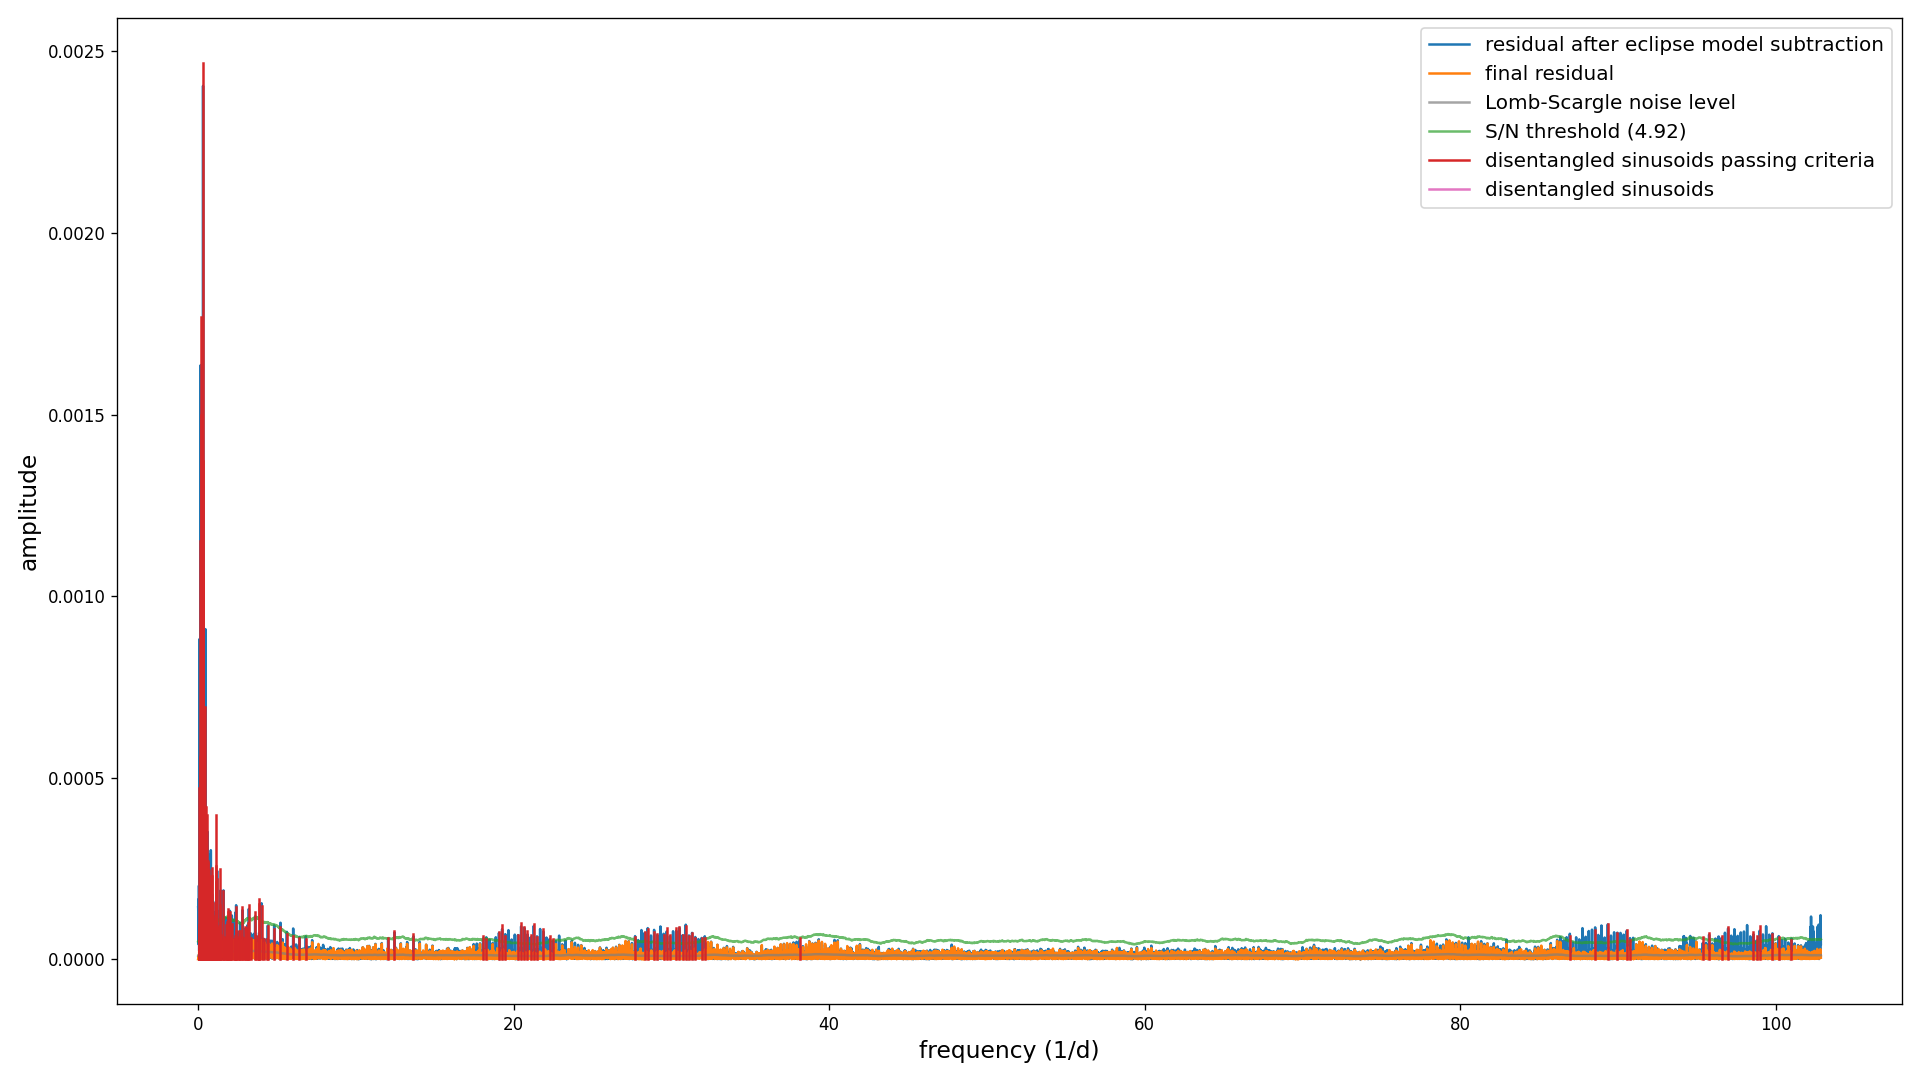 residual after eclipse model subtraction
final residual
Lomb-Scargle noise level
S/N threshold (4.92)
disentangled sinusoids passing criteria
disentangled sinusoids
0.0025
0.0020
0.0015
0.0010
0.0005
0.0000
amplitude
0 20 40 60 80 100
frequency (1/d)